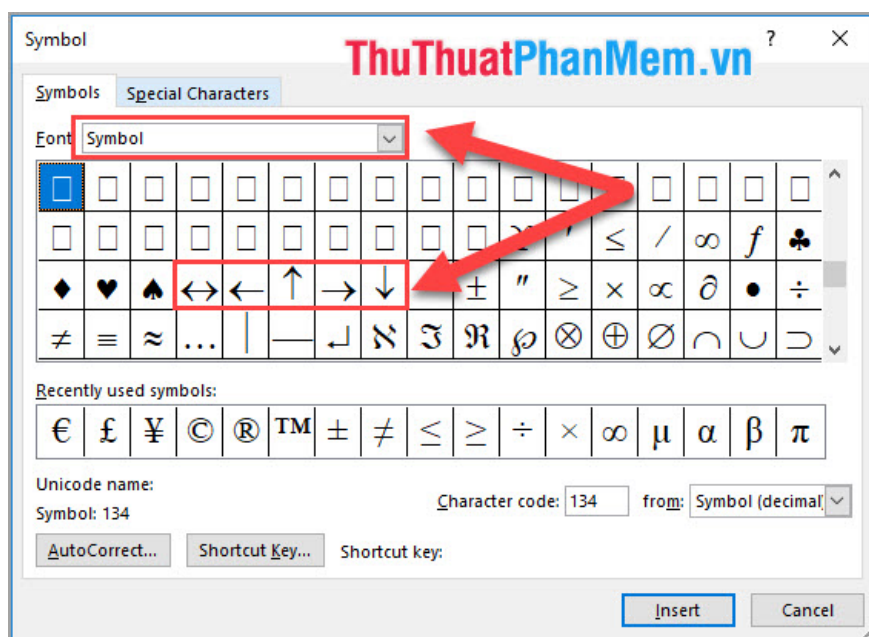 Symbol
ThuThuatPhanMem.vn
?
Symbols Special Characters
Font Symbol
′ ≤ ⁄ ∞ ƒ ♣
♦ ♥ ♠ ↔ ← ↑ → ↓ ± ″ ≥ × ∝ ∂ • ÷
≠ ≡ ≈ … │ ─ ↵ ℵ ℑ ℜ ℘ ⊗ ⊕ ∅ ∩ ∪ ⊃
Recently used symbols:
€ £ ¥ © ® ™ ± ≠ ≤ ≥ ÷ × ∞ µ α β π
Unicode name:
Symbol: 134
Character code: 134 from: Symbol (decimal
AutoCorrect... Shortcut Key... Shortcut key:
Insert Cancel